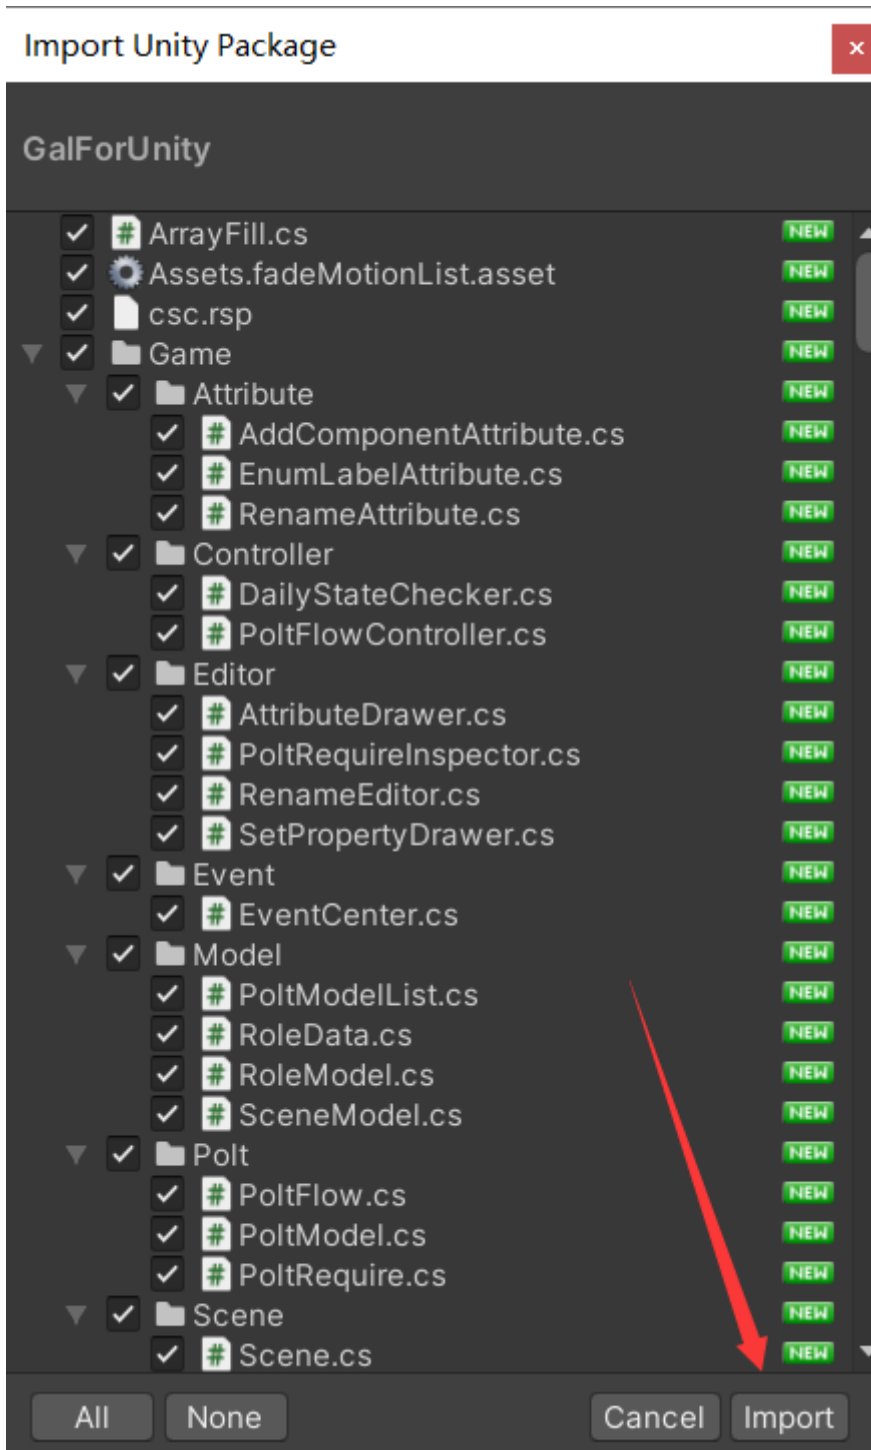 Import Unity Package
GalForUnity
ArrayFill.cs NEW
Assets.fadeMotionList.asset NEW
csc.rsp NEW
Game NEW
Attribute NEW
AddComponentAttribute.cs NEW
EnumLabelAttribute.cs NEW
RenameAttribute.cs NEW
Controller NEW
DailyStateChecker.cs NEW
PoltFlowController.cs NEW
Editor NEW
AttributeDrawer.cs NEW
PoltRequireInspector.cs NEW
RenameEditor.cs NEW
SetPropertyDrawer.cs NEW
Event NEW
EventCenter.cs NEW
Model NEW
PoltModelList.cs NEW
RoleData.cs NEW
RoleModel.cs NEW
SceneModel.cs NEW
Polt NEW
PoltFlow.cs NEW
PoltModel.cs NEW
PoltRequire.cs NEW
Scene NEW
Scene.cs NEW
All None Cancel Import